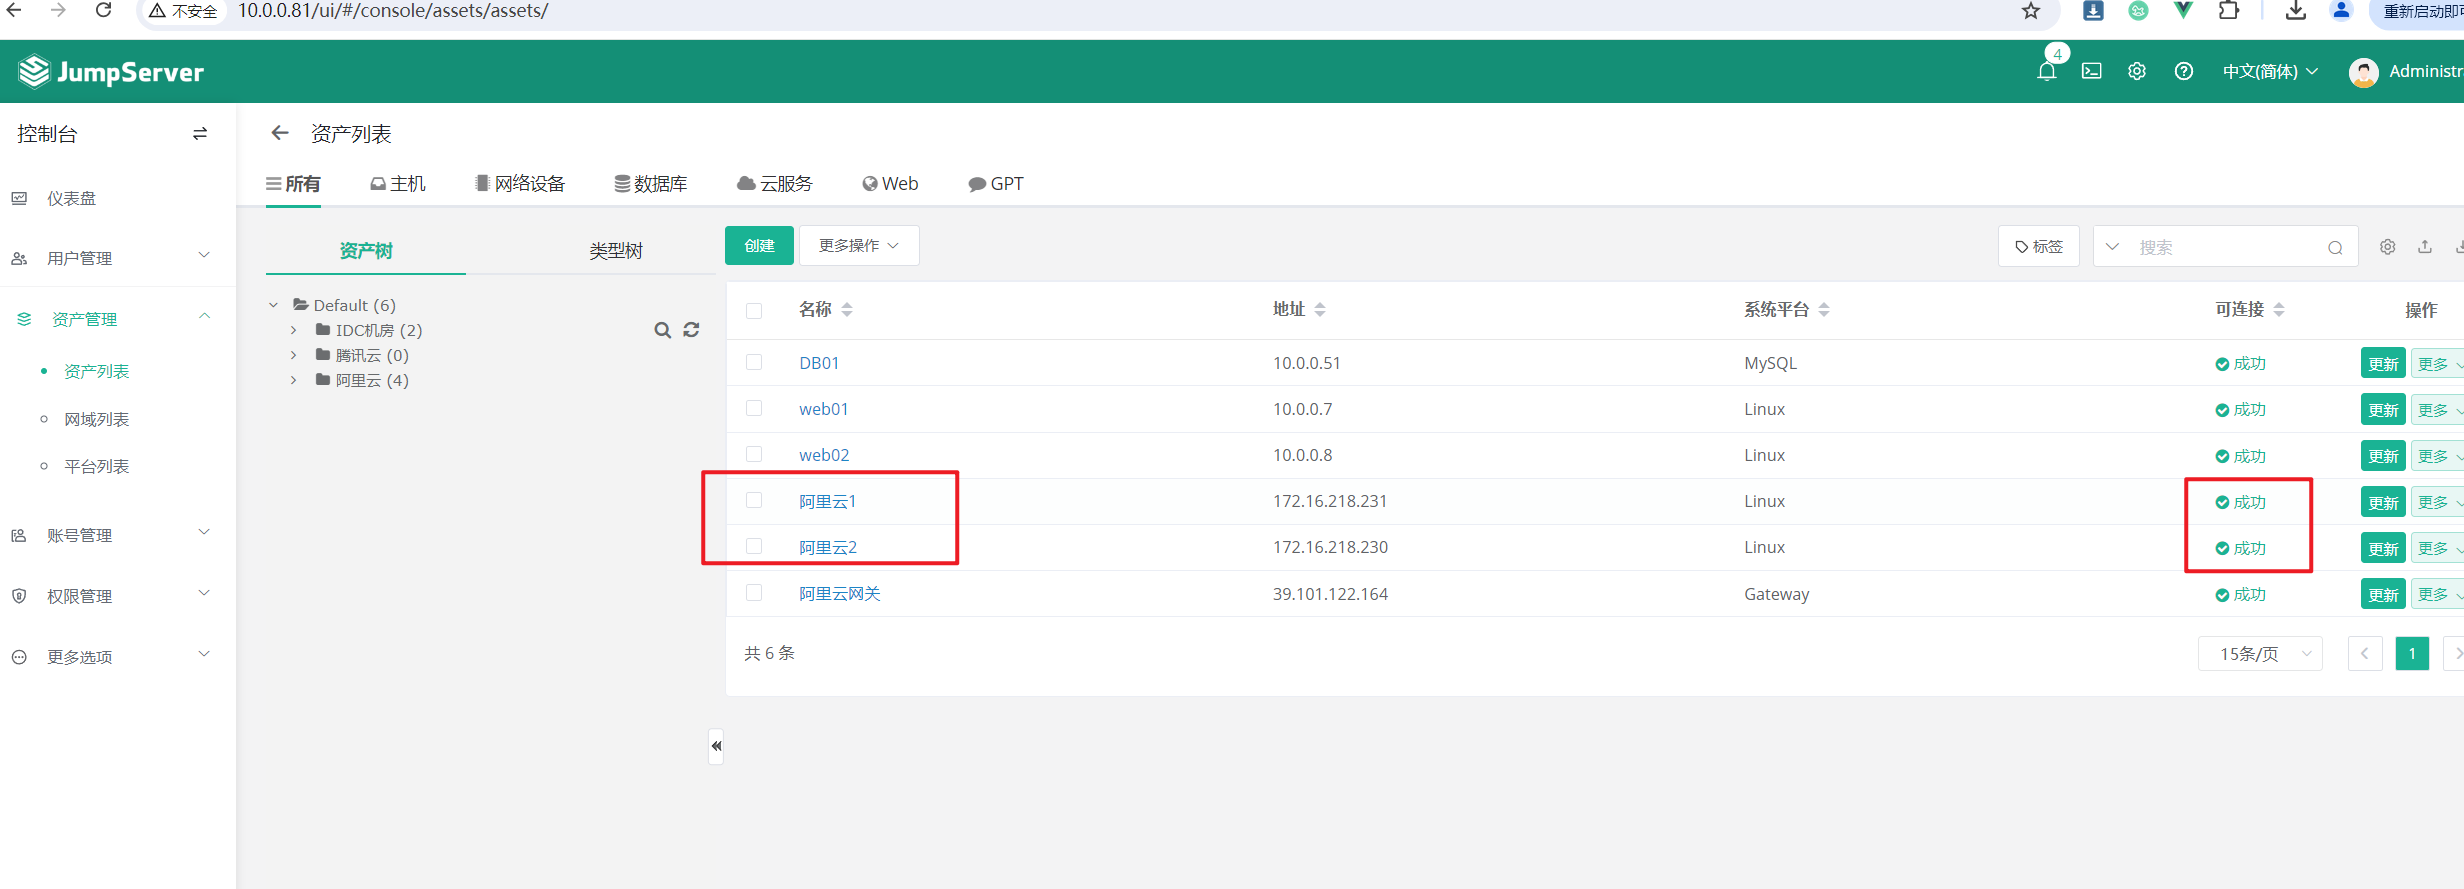 不安全 10.0.0.81/ui/#/console/assets/assets/ 重新启动即可
JumpServer 4 中文(简体) Administr
控制台
仪表盘
用户管理
资产管理
资产列表
网域列表
平台列表
账号管理
权限管理
更多选项
资产列表
所有 主机 网络设备 数据库 云服务 Web GPT
资产树 类型树
Default (6)
IDC机房 (2)
腾讯云 (0)
阿里云 (4)
创建 更多操作 标签 搜索
名称 地址 系统平台 可连接 操作
DB01 10.0.0.51 MySQL 成功 更新 更多
web01 10.0.0.7 Linux 成功 更新 更多
web02 10.0.0.8 Linux 成功 更新 更多
阿里云1 172.16.218.231 Linux 成功 更新 更多
阿里云2 172.16.218.230 Linux 成功 更新 更多
阿里云网关 39.101.122.164 Gateway 成功 更新 更多
共 6 条 15条/页 1